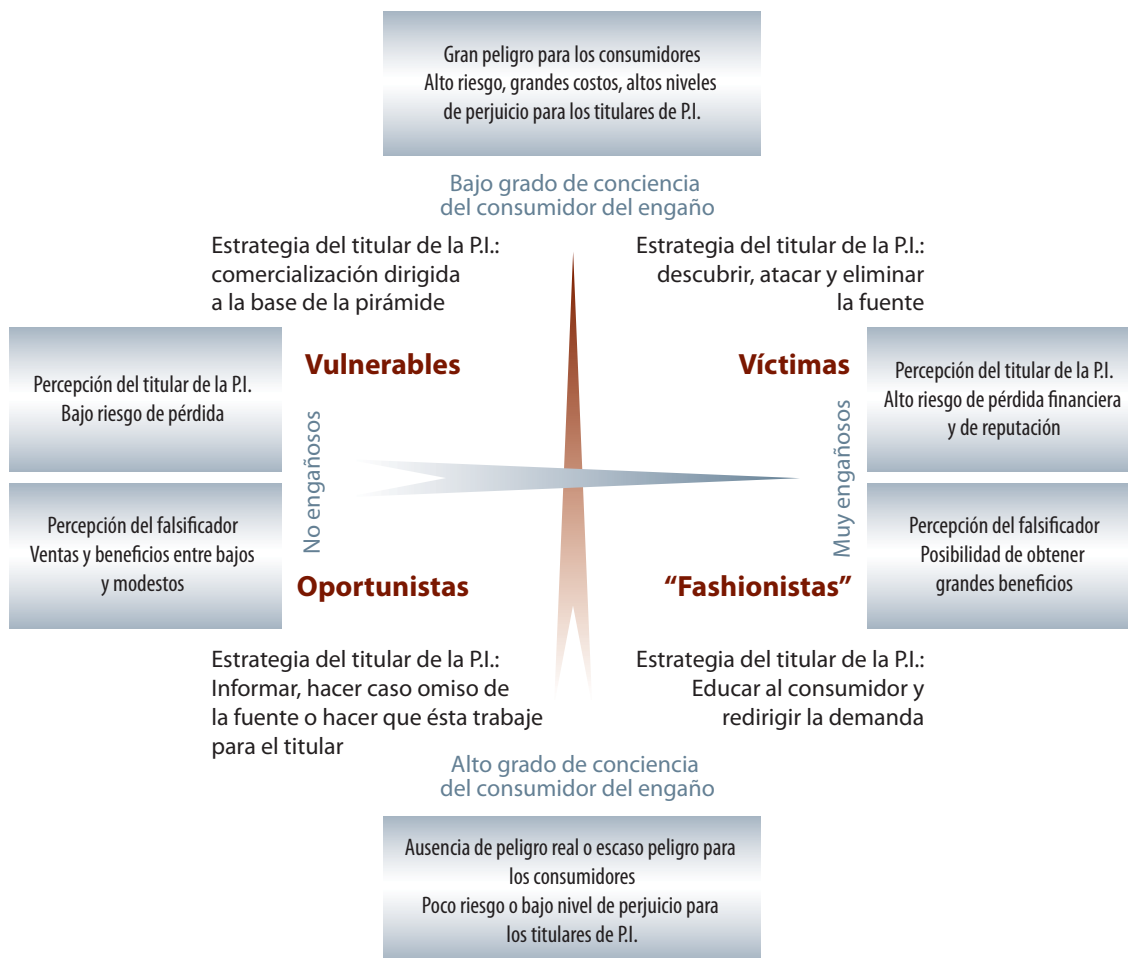 Gran peligro para los consumidores
Alto riesgo, grandes costos, altos niveles
de perjuicio para los titulares de P.I.
Bajo grado de conciencia
del consumidor del engaño
Estrategia del titular de la P.I.:
comercialización dirigida
a la base de la pirámide
Estrategia del titular de la P.I.:
descubrir, atacar y eliminar
la fuente
Vulnerables
Víctimas
Percepción del titular de la P.I.
Bajo riesgo de pérdida
No engañosos
Muy engañosos
Percepción del titular de la P.I.
Alto riesgo de pérdida financiera
y de reputación
Percepción del falsificador
Ventas y beneficios entre bajos
y modestos
Percepción del falsificador
Posibilidad de obtener
grandes beneficios
Oportunistas
“Fashionistas”
Estrategia del titular de la P.I.:
Informar, hacer caso omiso de
la fuente o hacer que ésta trabaje
para el titular
Estrategia del titular de la P.I.:
Educar al consumidor y
redirigir la demanda
Alto grado de conciencia
del consumidor del engaño
Ausencia de peligro real o escaso peligro para
los consumidores
Poco riesgo o bajo nivel de perjuicio para
los titulares de P.I.